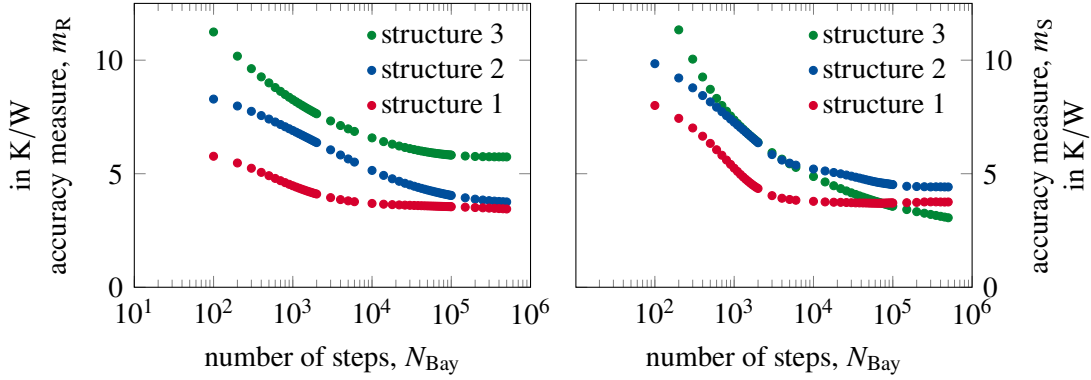 accuracy measure, m_R
in K/W
10
5
0
10^1
10^2
10^3
10^4
10^5
10^6
number of steps, N_Bay
structure 3
structure 2
structure 1
10^1
10^2
10^3
10^4
10^5
10^6
number of steps, N_Bay
structure 3
structure 2
structure 1
10
5
0
accuracy measure, m_S
in K/W